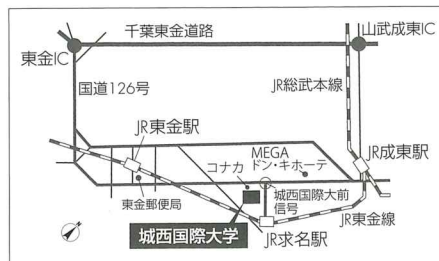 千葉東金道路
山武成東IC
東金IC
国道126号
JR総武本線
JR東金駅
MEGA
ドン・キホーテ
JR成東駅
コナカ
東金郵便局
城西国際大前
信号
JR東金線
城西国際大学
JR求名駅